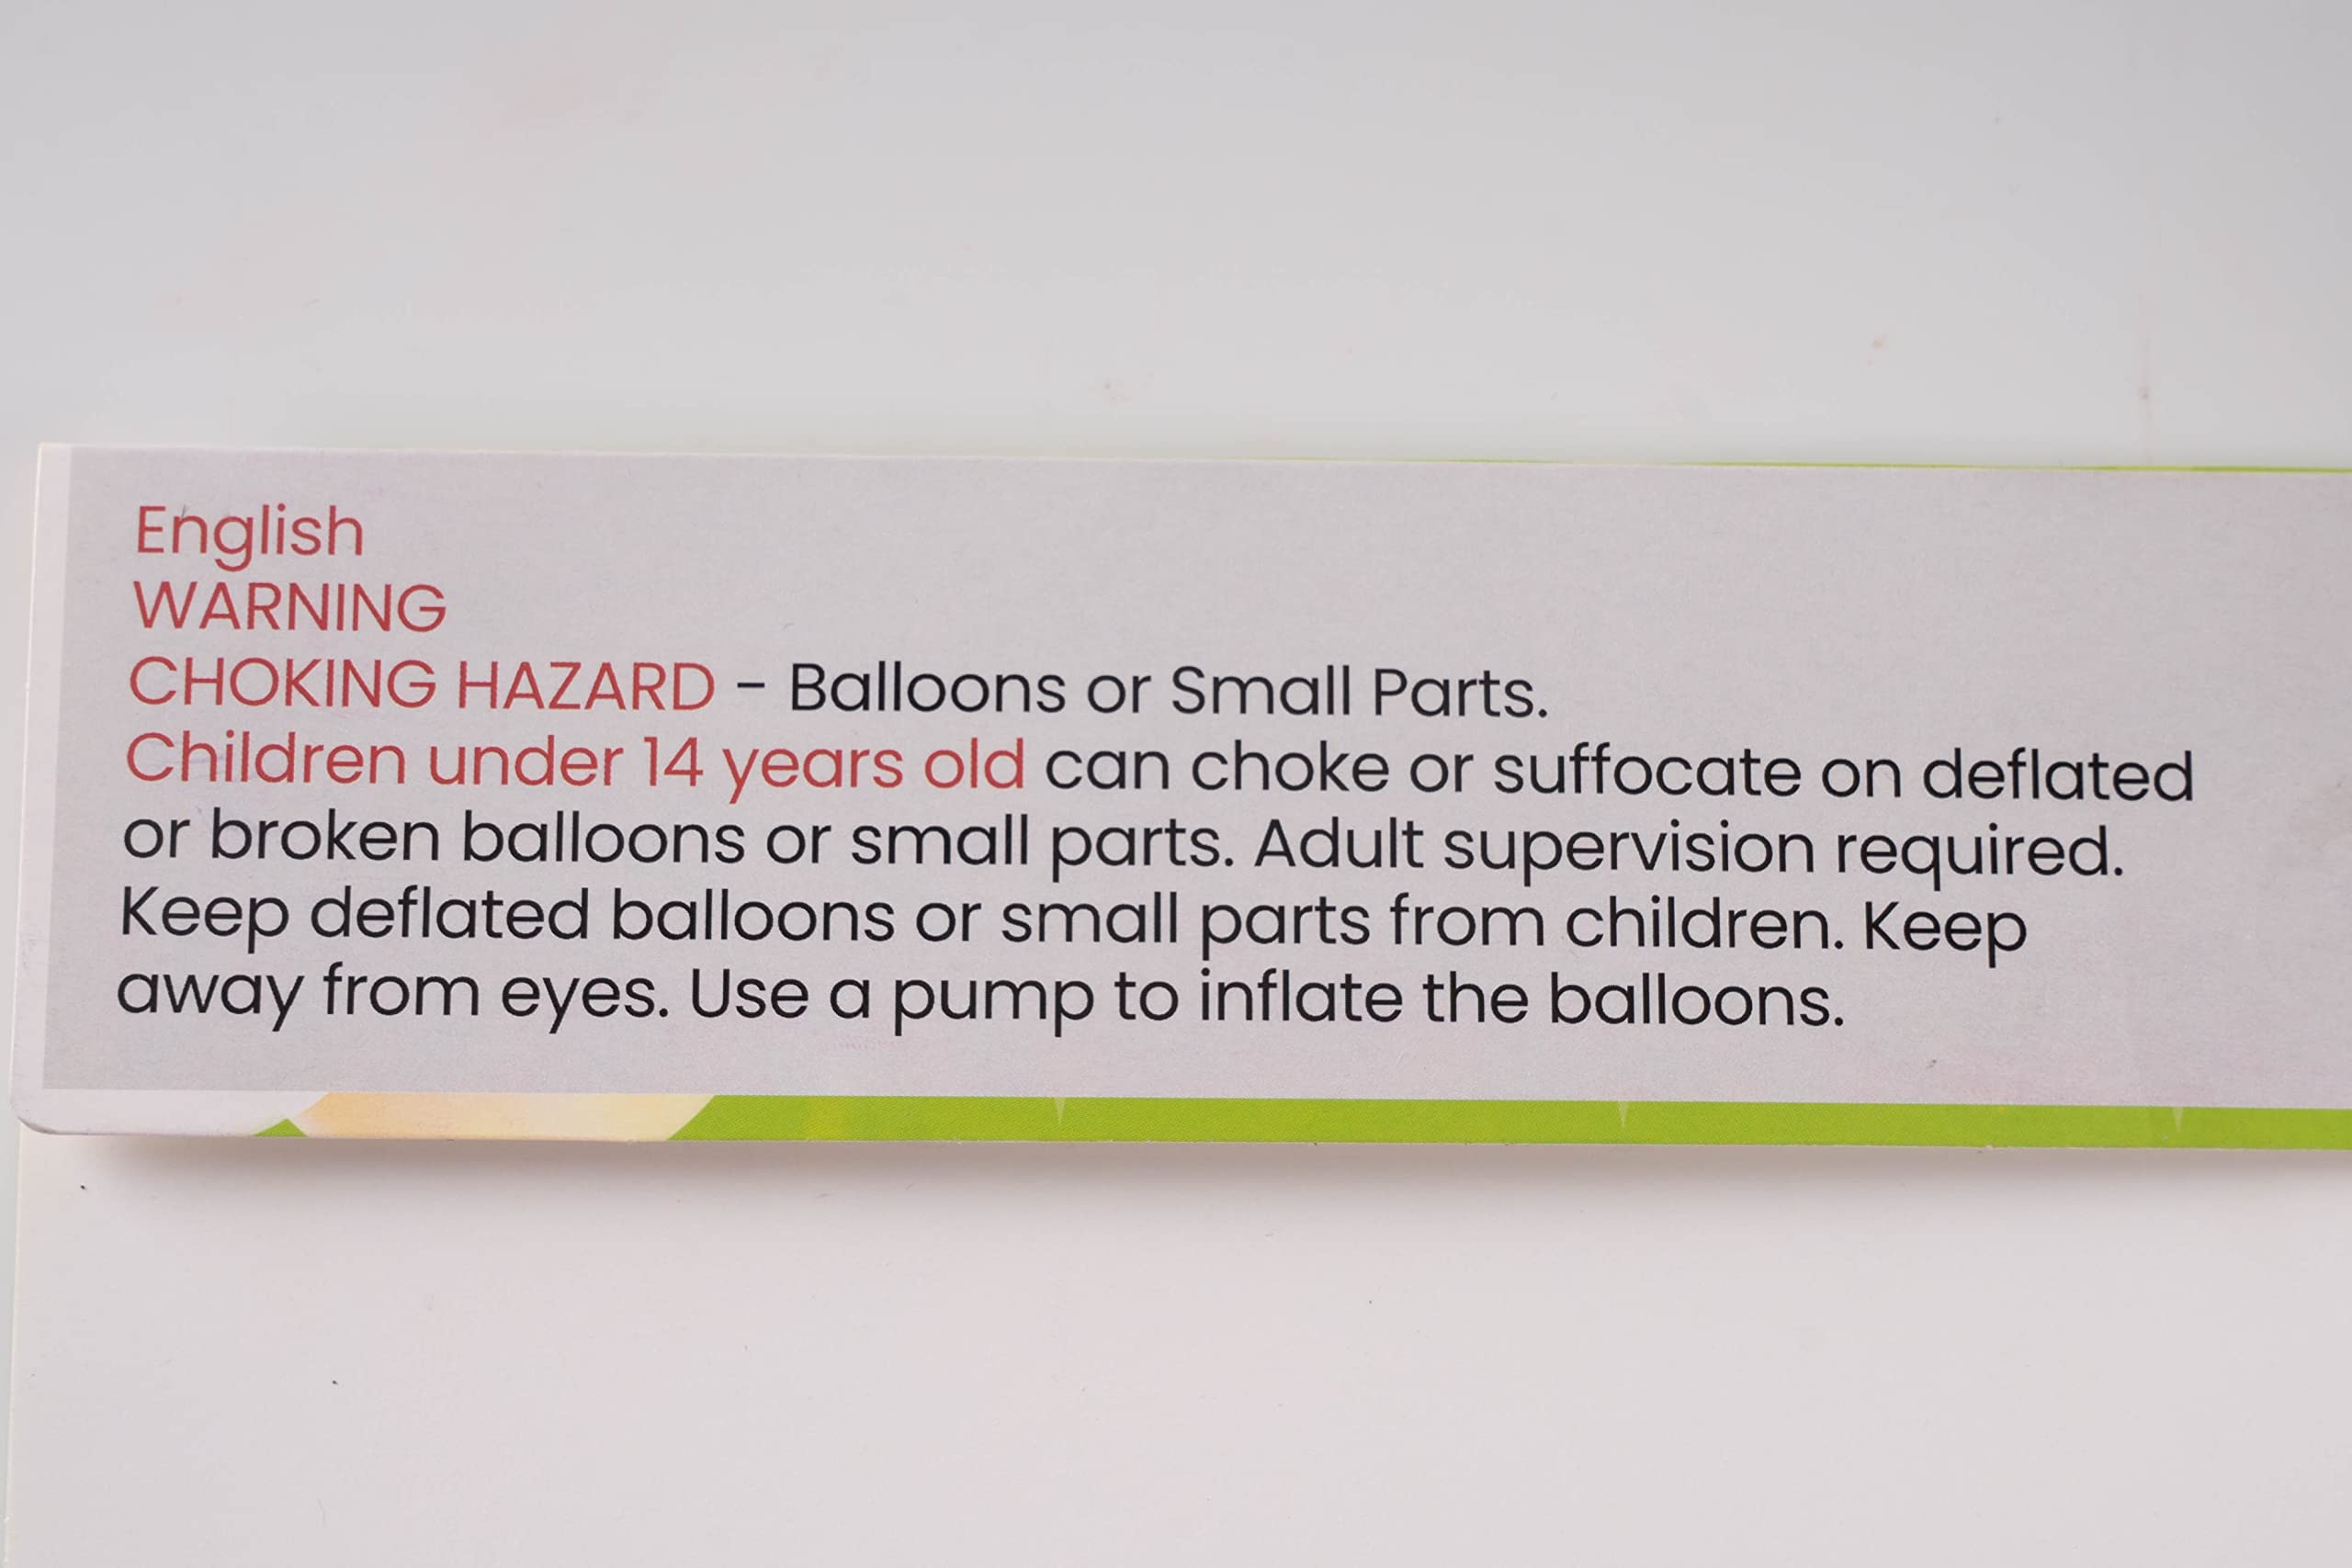 English
WARNING
CHOKING HAZARD - Balloons or Small Parts.
Children under 14 years old can choke or suffocate on deflated
or broken balloons or small parts. Adult supervision required.
Keep deflated balloons or small parts from children. Keep
away from eyes. Use a pump to inflate the balloons.